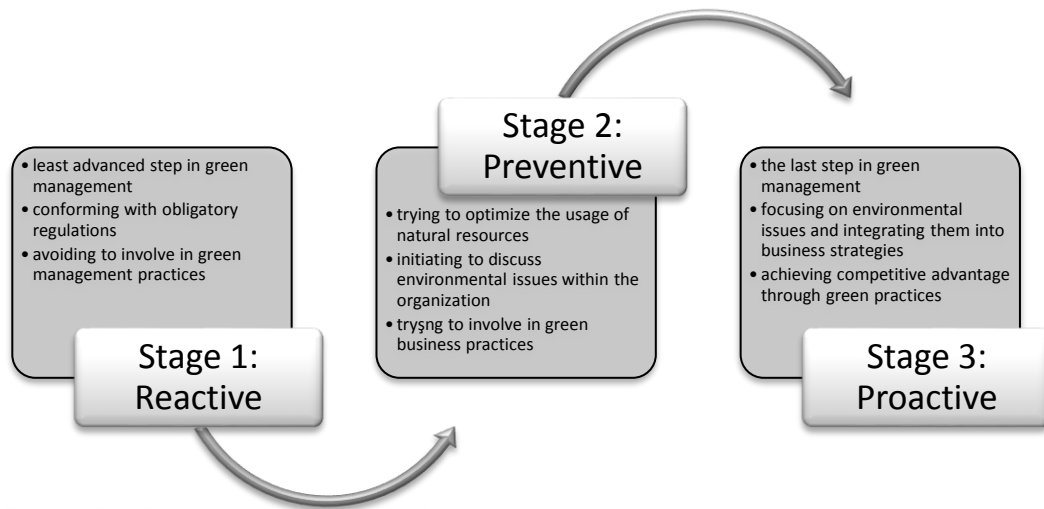 • least advanced step in green
management
• conforming with obligatory
regulations
• avoiding to involve in green
management practices
Stage 1:
Reactive
Stage 2:
Preventive
• trying to optimize the usage of
natural resources
• initiating to discuss
environmental issues within the
organization
• tryşng to involve in green
business practices
• the last step in green
management
• focusing on environmental
issues and integrating them into
business strategies
• achieving competitive advantage
through green practices
Stage 3:
Proactive